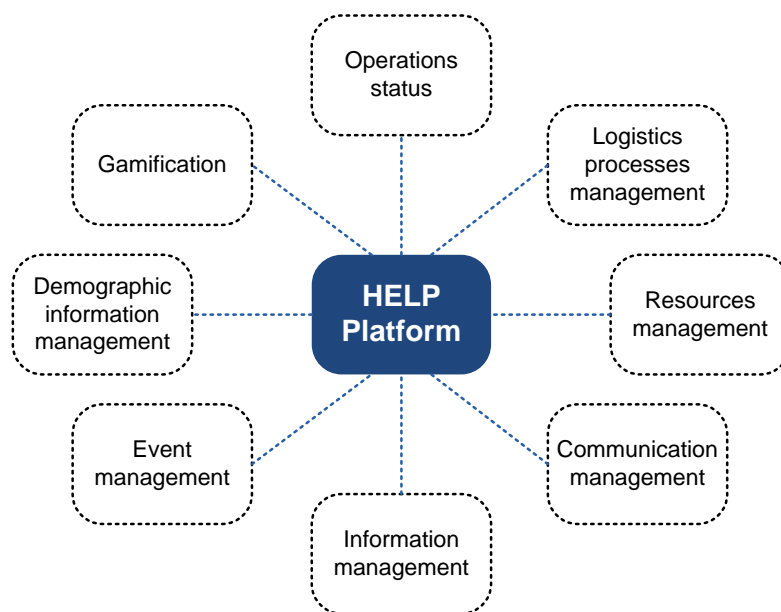 Operations
status
Gamification
Logistics
processes
management
Demographic
information
management
HELP
Platform
Resources
management
Event
management
Communication
management
Information
management